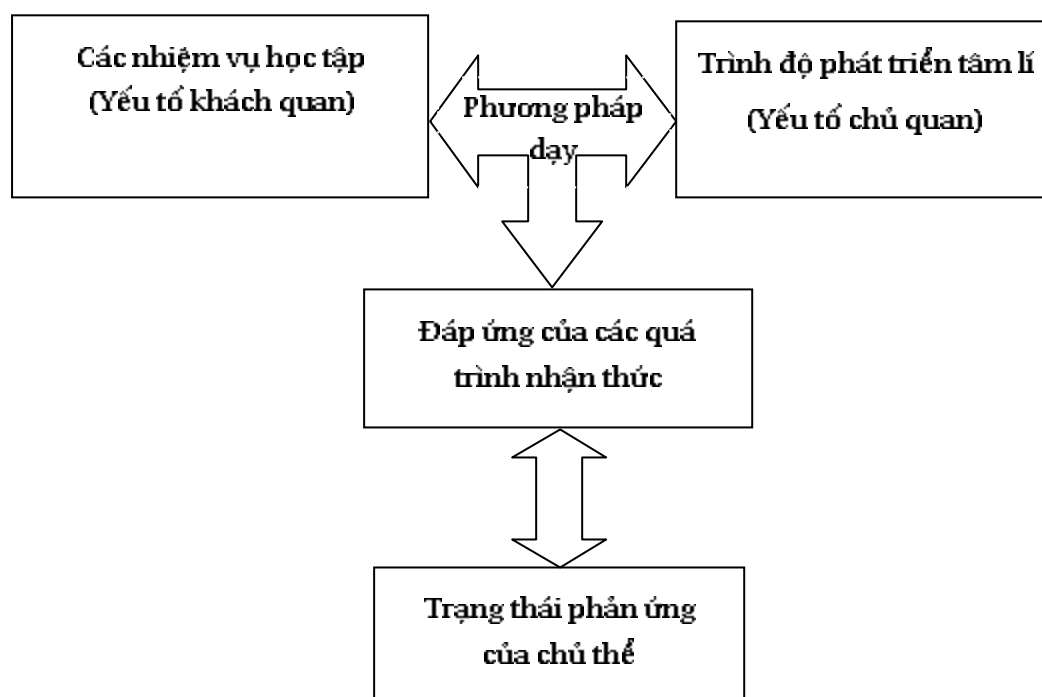 Các nhiệm vụ học tập
(Yếu tố khách quan)
Phương pháp
dạy
Trình độ phát triển tâm lí
(Yếu tố chủ quan)
Đáp ứng của các quá
trình nhận thức
Trạng thái phản ứng
của chủ thể